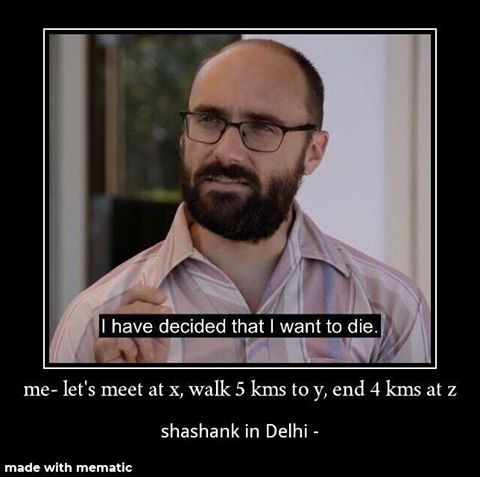 I have decided that I want to die.
me- let's meet at x, walk 5 kms to y, end 4 kms at z
shashank in Delhi -
made with mematic